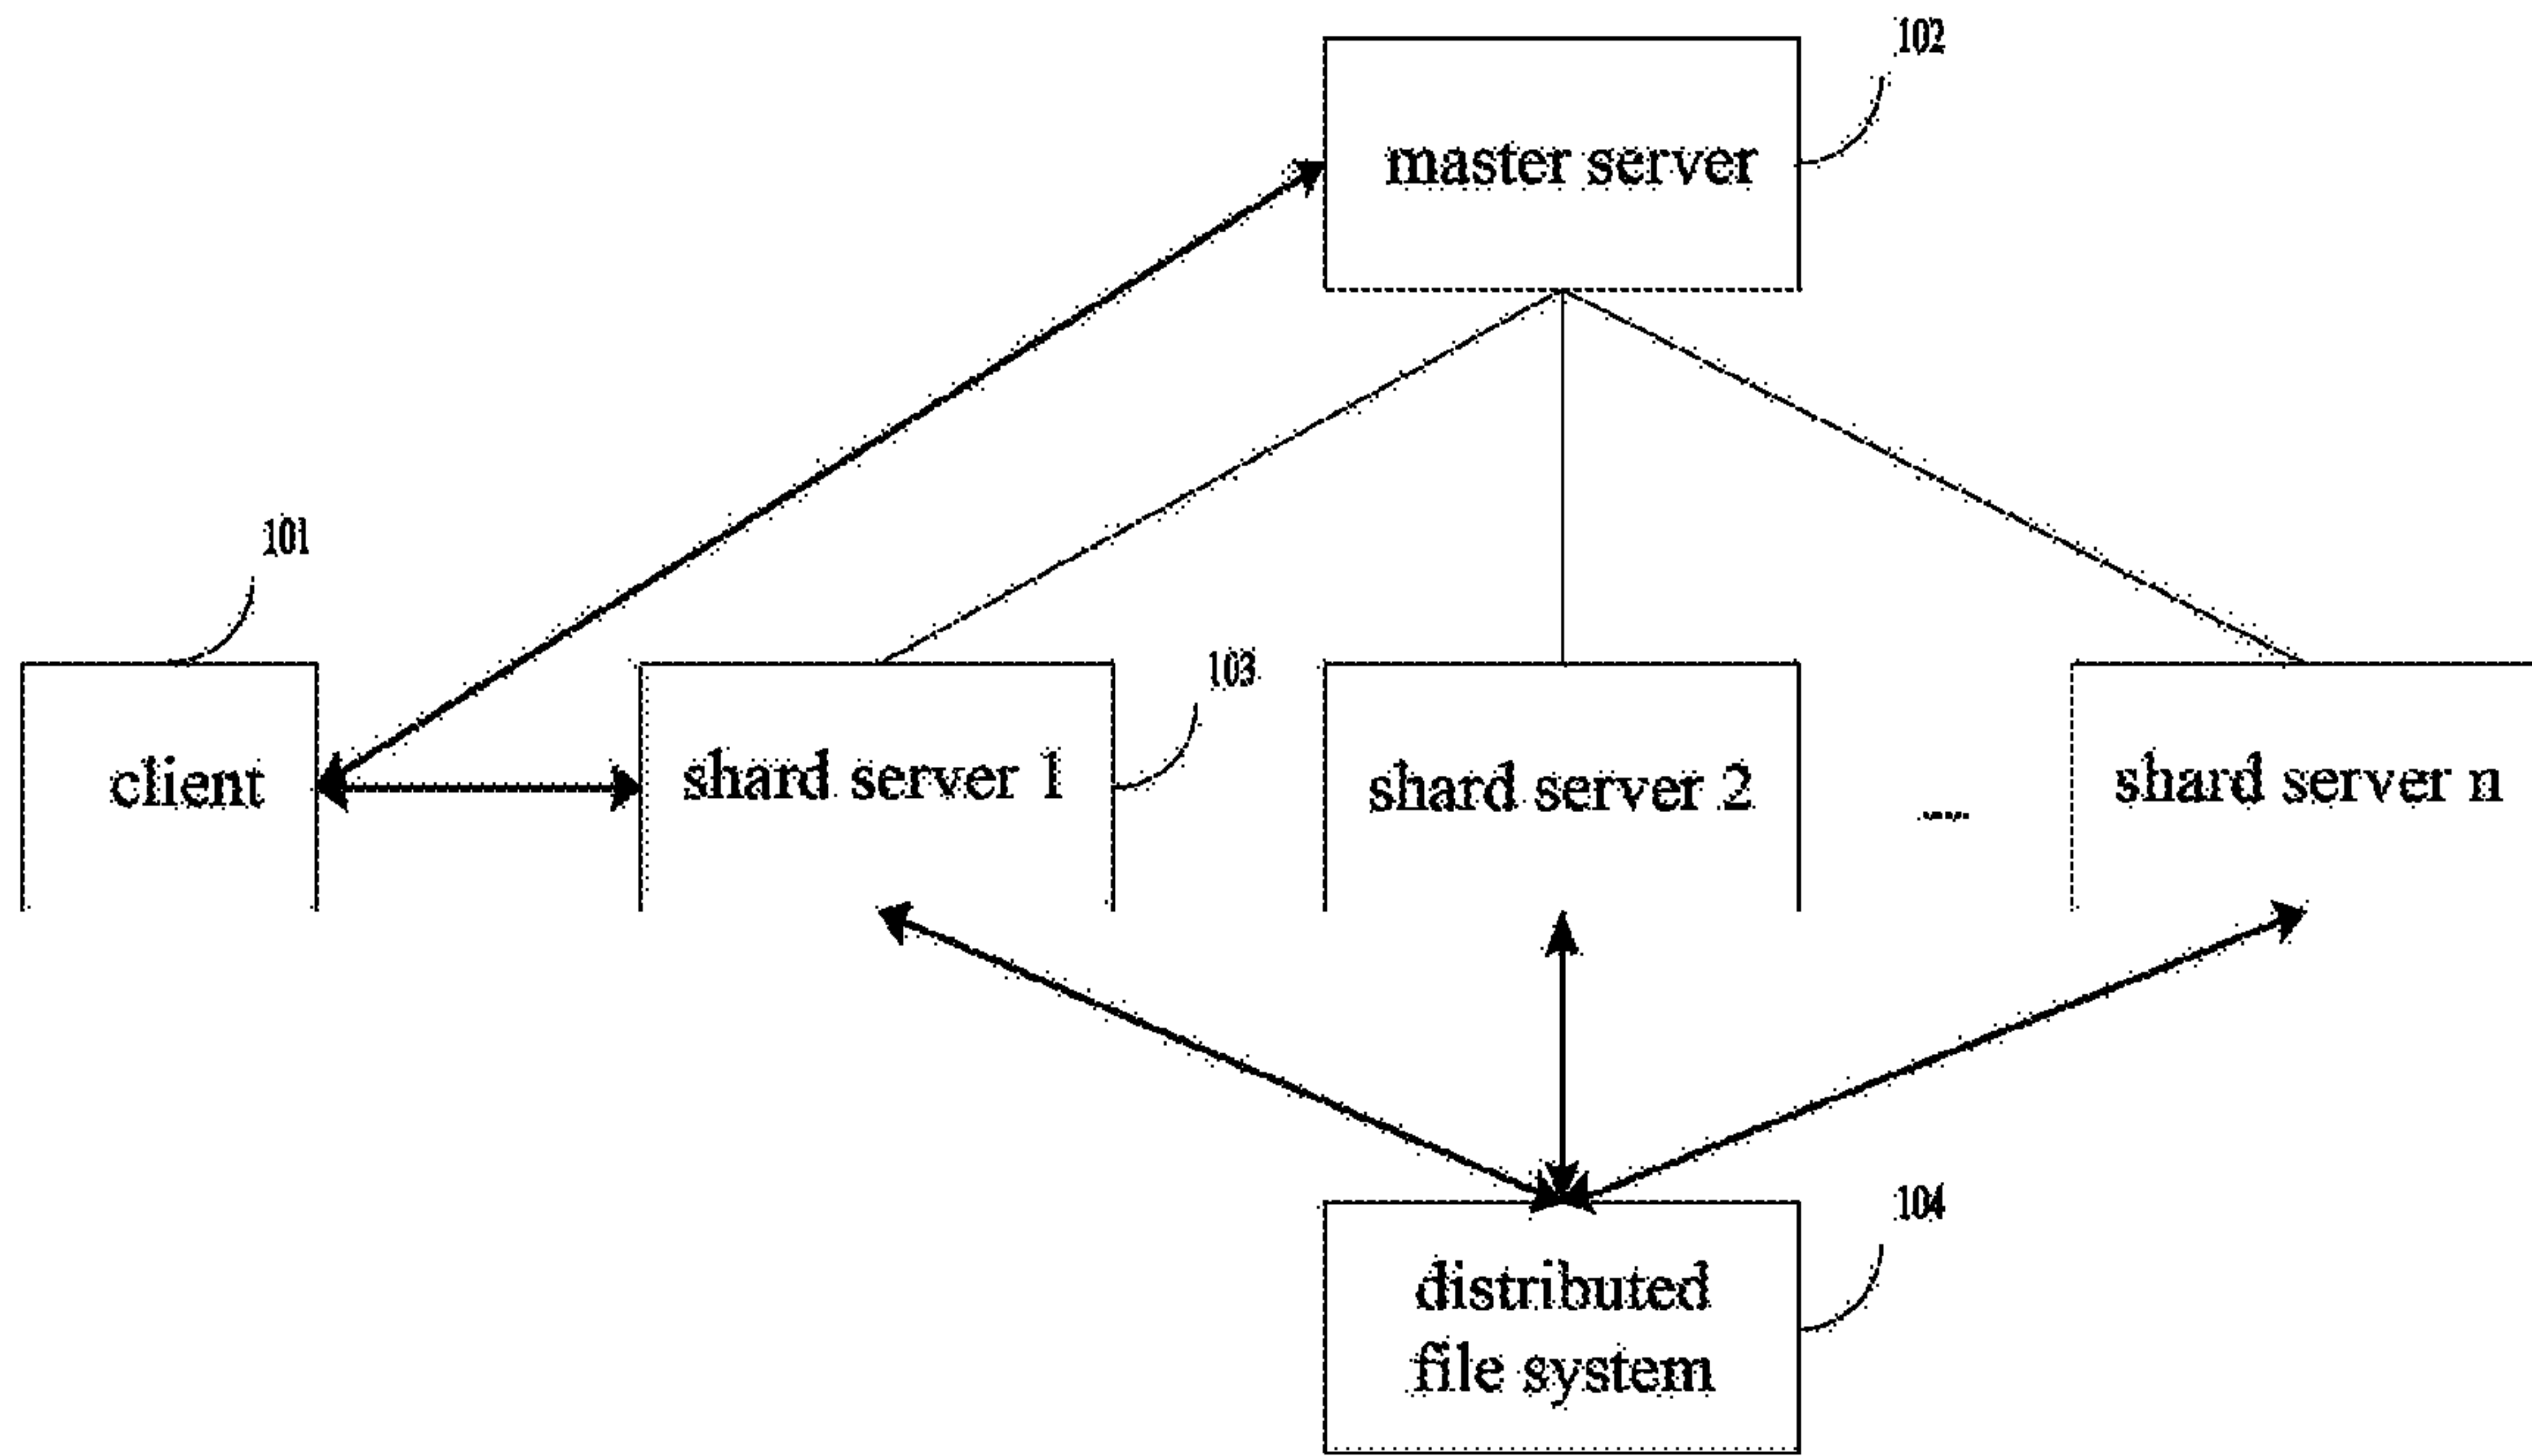 102
master server
101
103
client
shard server 1
shard server 2
.....
shard server n
104
distributed
file system